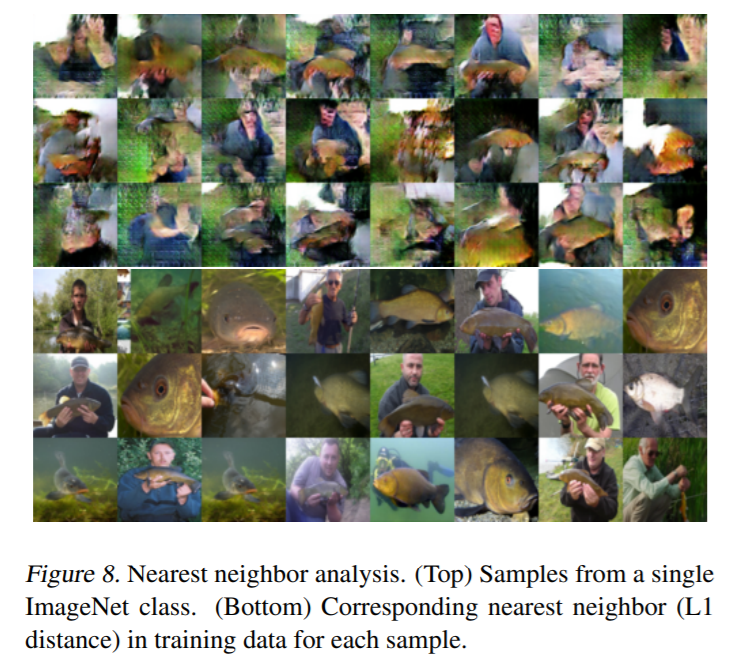 Figure 8. Nearest neighbor analysis. (Top) Samples from a single
ImageNet class. (Bottom) Corresponding nearest neighbor (L1
distance) in training data for each sample.